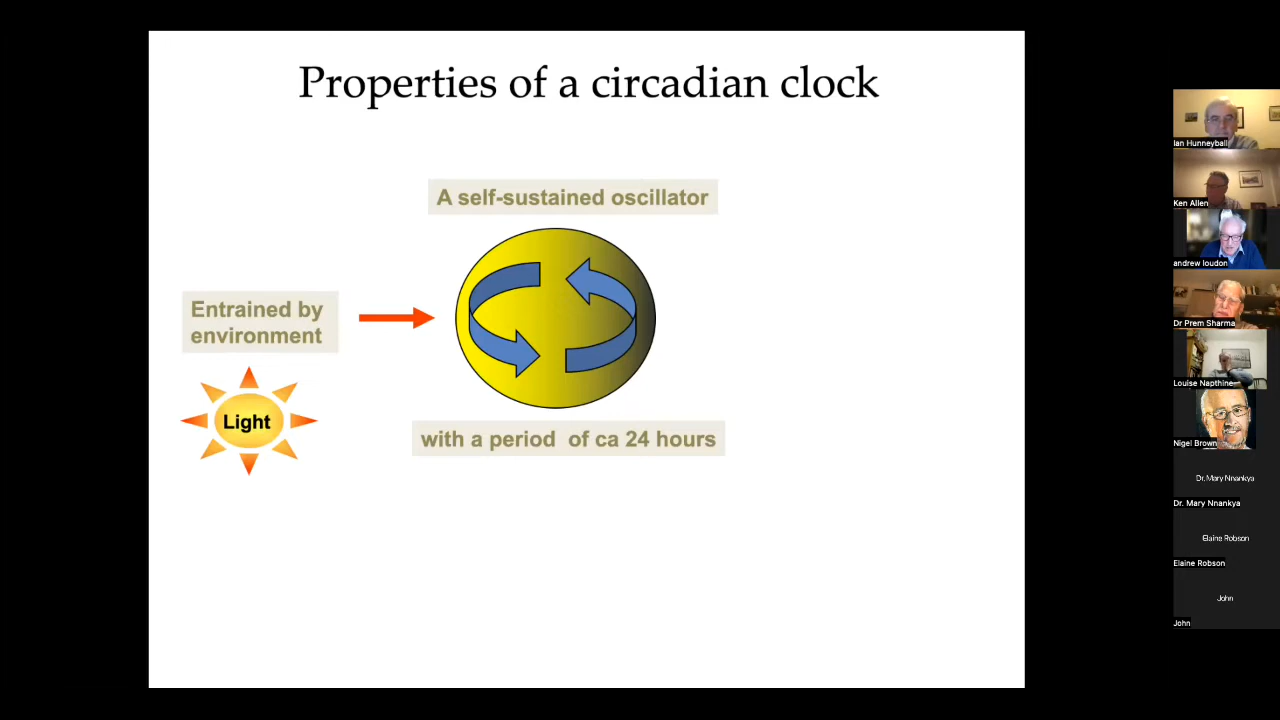 Properties of a circadian clock
A self-sustained oscillator
Entrained by
environment
Light
with a period of ca 24 hours
Ian Hunneyball
Ken Allen
andrew loudon
Dr Prem Sharma
Louise Napthine
Nigel Brown
Dr. Mary Nnankya
Dr. Mary Nnankya
Elaine Robson
Elaine Robson
John
John